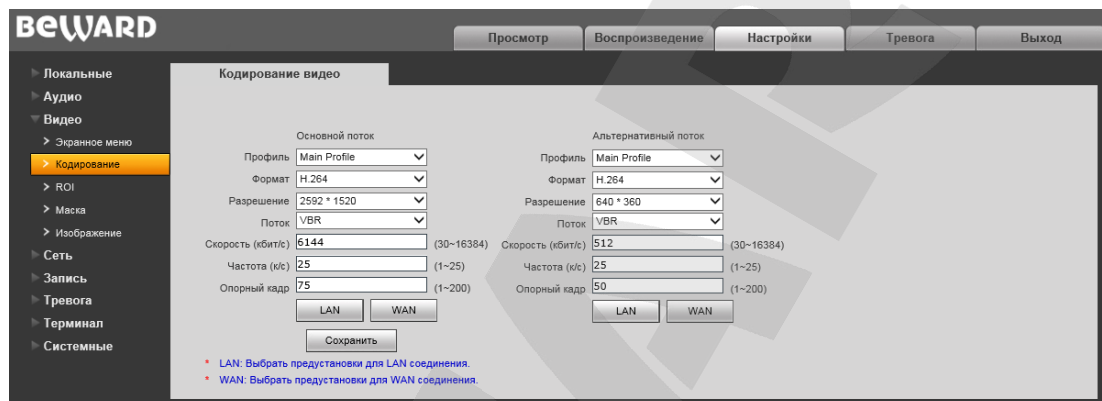 BEWARD
Просмотр Воспроизведение Настройки Тревога Выход
Локальные
Аудио
Видео
Экранное меню
Кодирование
ROI
Маска
Изображение
Сеть
Запись
Тревога
Терминал
Системные
Кодирование видео
Основной поток Альтернативный поток
Профиль Main Profile Профиль Main Profile
Формат H.264 Формат H.264
Разрешение 2592 * 1520 Разрешение 640 * 360
Поток VBR Поток VBR
Скорость (кбит/с) 6144 (30~16384) Скорость (кбит/с) 512 (30~16384)
Частота (к/с) 25 (1~25) Частота (к/с) 25 (1~25)
Опорный кадр 75 (1~200) Опорный кадр 50 (1~200)
LAN WAN LAN WAN
Сохранить
* LAN: Выбрать предустановки для LAN соединения.
* WAN: Выбрать предустановки для WAN соединения.